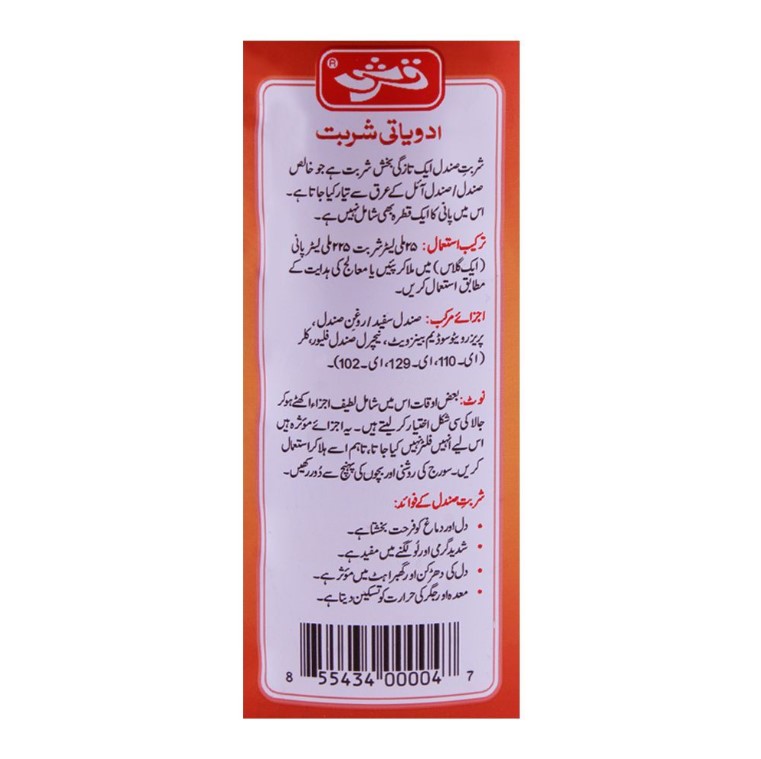 قرشی ®
ادویاتی شربت
شربتِ صندل ایک تازگی بخش شربت ہے جو خالص
صندل/صندل آئل کے عرق سے تیار کیا جاتا ہے۔
اس میں پانی کا ایک قطرہ بھی شامل نہیں ہے۔
ترکیب استعمال: ۲۵ملی لیٹر شربت ۲۲۵ ملی لیٹر پانی
(ایک گلاس) میں ملا کر پئیں یا معالج کی ہدایت کے
مطابق استعمال کریں۔
اجزائے مرکب: صندل سفید/روغنِ صندل،
پریزرویٹو سوڈیم بینزویٹ، نیچرل صندل فلیور، کلر
(ای۔110، ای۔129، ای۔102)۔
نوٹ: بعض اوقات اس میں شامل لطیف اجزاء اکٹھے ہو کر
جالا کی سی شکل اختیار کر لیتے ہیں۔ یہ اجزائے مؤثرہ ہیں
اس لیے انہیں فلٹر نہیں کیا جاتا، تاہم اسے ہلا کر استعمال
کریں۔ سورج کی روشنی اور بچوں کی پہنچ سے دُور رکھیں۔
شربتِ صندل کے فوائد:
• دل اور دماغ کو فرحت بخشتا ہے۔
• شدید گرمی اور لُو لگنے میں مفید ہے۔
• دل کی دھڑکن اور گھبراہٹ میں مؤثر ہے۔
• معدہ اور جگر کی حرارت کو تسکین دیتا ہے۔
8 55434 00004 7